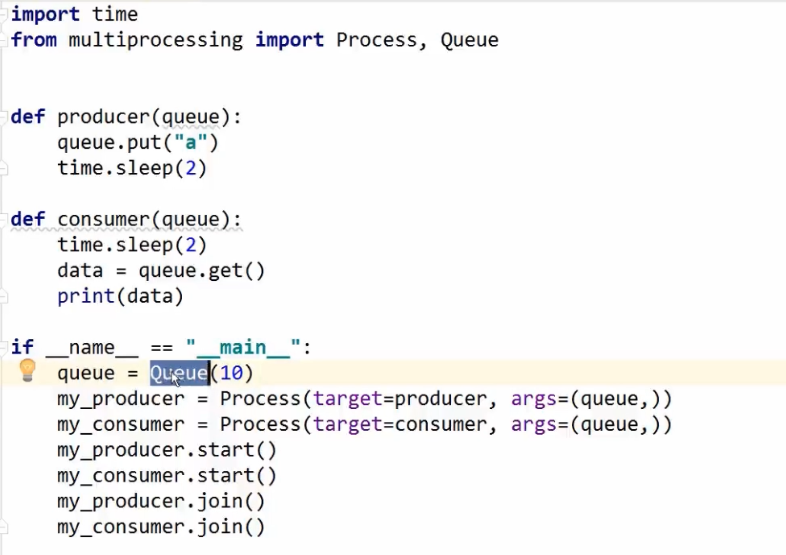 import time
from multiprocessing import Process, Queue
def producer(queue):
    queue.put("a")
    time.sleep(2)
def consumer(queue):
    time.sleep(2)
    data = queue.get()
    print(data)
if __name__ == "__main__":
    queue = Queue(10)
    my_producer = Process(target=producer, args=(queue,))
    my_consumer = Process(target=consumer, args=(queue,))
    my_producer.start()
    my_consumer.start()
    my_producer.join()
    my_consumer.join()